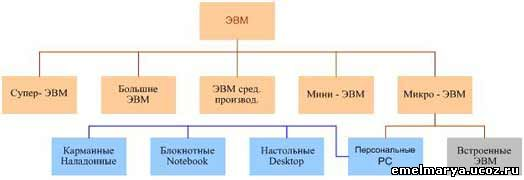 ЭВМ
Супер- ЭВМ
Большие
ЭВМ
ЭВМ сред.
производ.
Мини - ЭВМ
Микро - ЭВМ
Карманные
Наладонные
Блокнотные
Notebook
Настольные
Desktop
Персональные
PC
Встроенные
ЭВМ
emelmarya.ucoz.ru